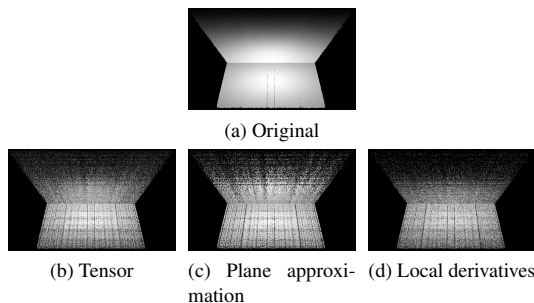 (a) Original
(b) Tensor
(c) Plane approxi-
mation
(d) Local derivatives